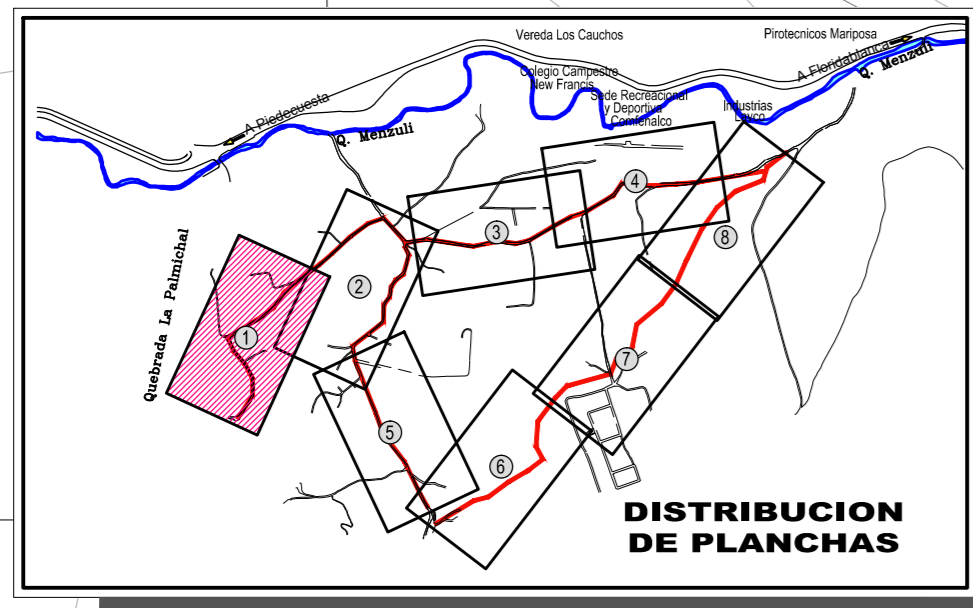 Vereda Los Cauchos
Pirotecnicos Mariposa
A Floridablanca
Q. Menzuli
Colegio Campestre
New Francis
Sede Recreacional
y Deportiva
Comfenalco
Industrias
Layco
A Piedecuesta
Q. Menzuli
Quebrada La Palmichal
1
2
3
4
5
6
7
8
DISTRIBUCION
DE PLANCHAS